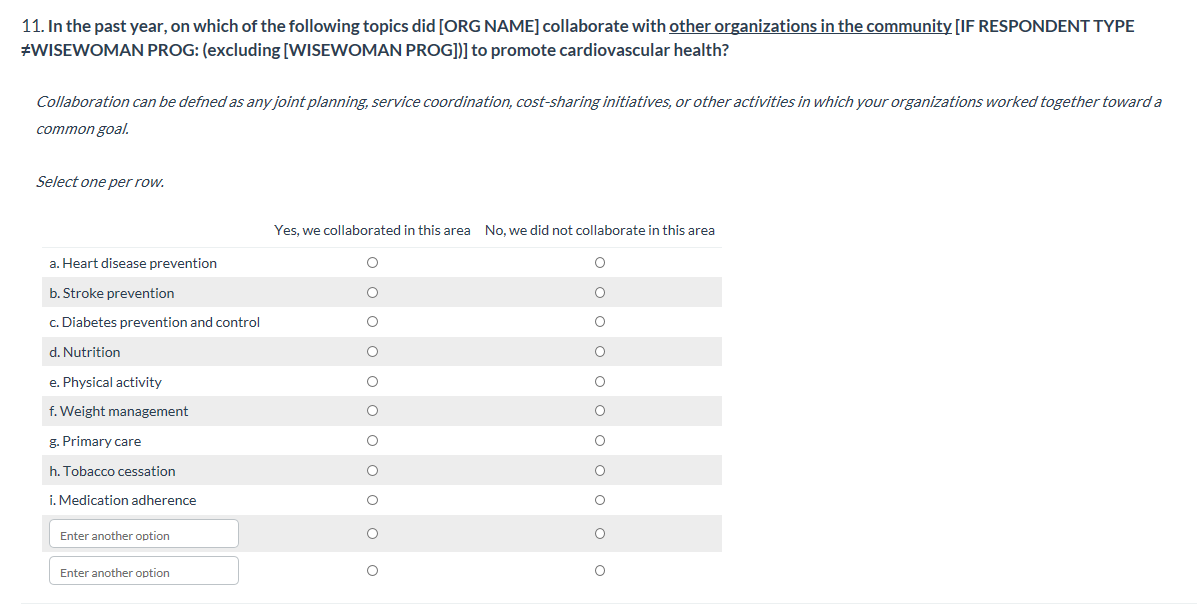 11. In the past year, on which of the following topics did [ORG NAME] collaborate with other organizations in the community [IF RESPONDENT TYPE
≠WISEWOMAN PROG: (excluding [WISEWOMAN PROG])] to promote cardiovascular health?
Collaboration can be defned as any joint planning, service coordination, cost-sharing initiatives, or other activities in which your organizations worked together toward a
common goal.
Select one per row.
Yes, we collaborated in this area No, we did not collaborate in this area
a. Heart disease prevention
b. Stroke prevention
c. Diabetes prevention and control
d. Nutrition
e. Physical activity
f. Weight management
g. Primary care
h. Tobacco cessation
i. Medication adherence
Enter another option
Enter another option